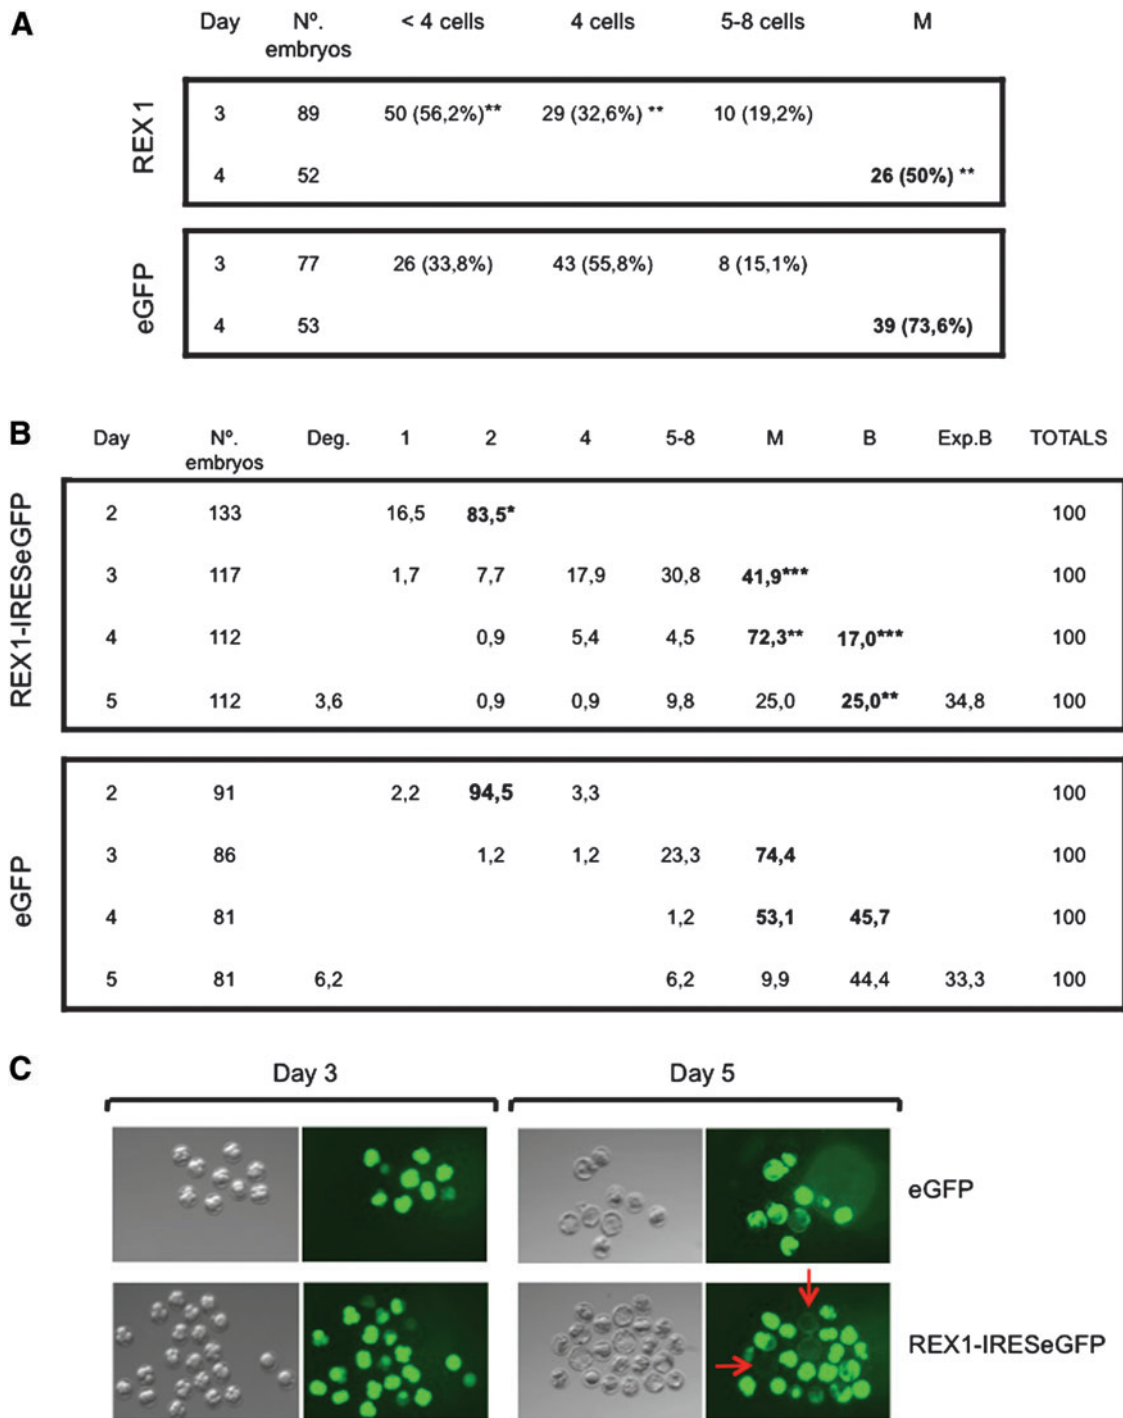 A
Day Nº. < 4 cells 4 cells 5-8 cells M
embryos
REX1
3 89 50 (56,2%)** 29 (32,6%) ** 10 (19,2%)
4 52 26 (50%) **
eGFP
3 77 26 (33,8%) 43 (55,8%) 8 (15,1%)
4 53 39 (73,6%)
B
Day Nº. Deg. 1 2 4 5-8 M B Exp.B TOTALS
embryos
REX1-IRESeGFP
2 133 16,5 83,5* 100
3 117 1,7 7,7 17,9 30,8 41,9*** 100
4 112 0,9 5,4 4,5 72,3** 17,0*** 100
5 112 3,6 0,9 0,9 9,8 25,0 25,0** 34,8 100
eGFP
2 91 2,2 94,5 3,3 100
3 86 1,2 1,2 23,3 74,4 100
4 81 1,2 53,1 45,7 100
5 81 6,2 6,2 9,9 44,4 33,3 100
C
Day 3 Day 5
eGFP
REX1-IRESeGFP